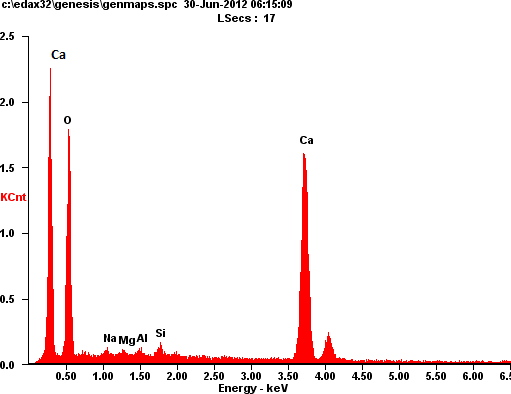 c:\edax32\genesis\genmaps.spc 30-Jun-2012 06:15:09
LSecs : 17
2.5
Ca
2.0
O
Ca
1.5
KCnt
1.0
0.5
Na Mg Al Si
0.0
0.50 1.00 1.50 2.00 2.50 3.00 3.50 4.00 4.50 5.00 5.50 6.00 6.5
Energy - keV